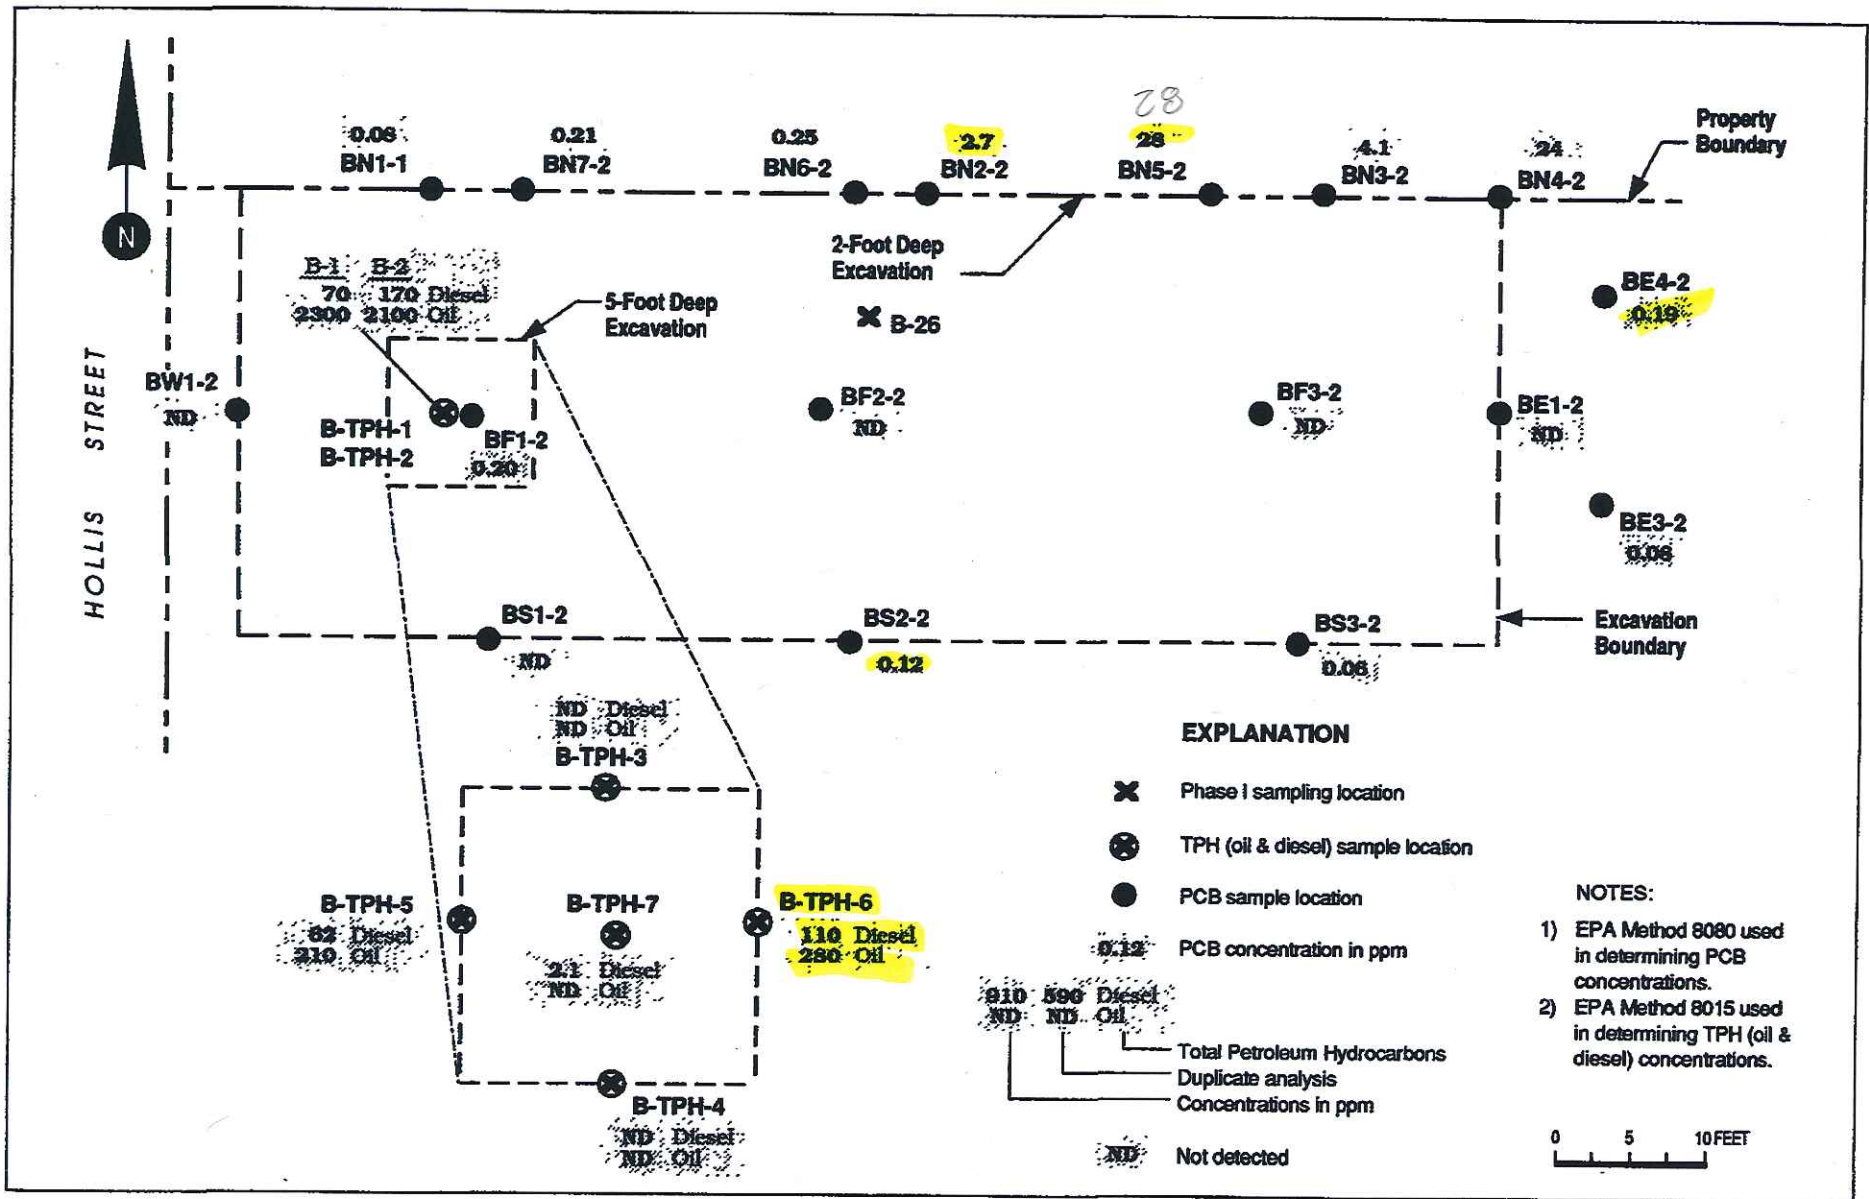 28
0.08
BN1-1
0.21
BN7-2
0.25
BN6-2
2.7
BN2-2
28
BN5-2
4.1
BN3-2
24
BN4-2
Property
Boundary
N
2-Foot Deep
Excavation
B-1 B-2
70 170 Diesel
2300 2100 Oil
5-Foot Deep
Excavation
B-26
BE4-2
0.19
HOLLIS STREET
BW1-2
ND
B-TPH-1
B-TPH-2
BF1-2
0.20
BF2-2
ND
BF3-2
ND
BE1-2
ND
BE3-2
0.06
BS1-2
ND
BS2-2
0.12
BS3-2
0.06
Excavation
Boundary
ND Diesel
ND Oil
B-TPH-3
B-TPH-5
62 Diesel
210 Oil
B-TPH-7
2.1 Diesel
ND Oil
B-TPH-6
110 Diesel
280 Oil
B-TPH-4
ND Diesel
ND Oil
EXPLANATION
Phase I sampling location
TPH (oil & diesel) sample location
PCB sample location
0.12 PCB concentration in ppm
910 590 Diesel
ND ND Oil
Total Petroleum Hydrocarbons
Duplicate analysis
Concentrations in ppm
ND Not detected
NOTES:
1) EPA Method 8080 used
in determining PCB
concentrations.
2) EPA Method 8015 used
in determining TPH (oil &
diesel) concentrations.
0 5 10 FEET